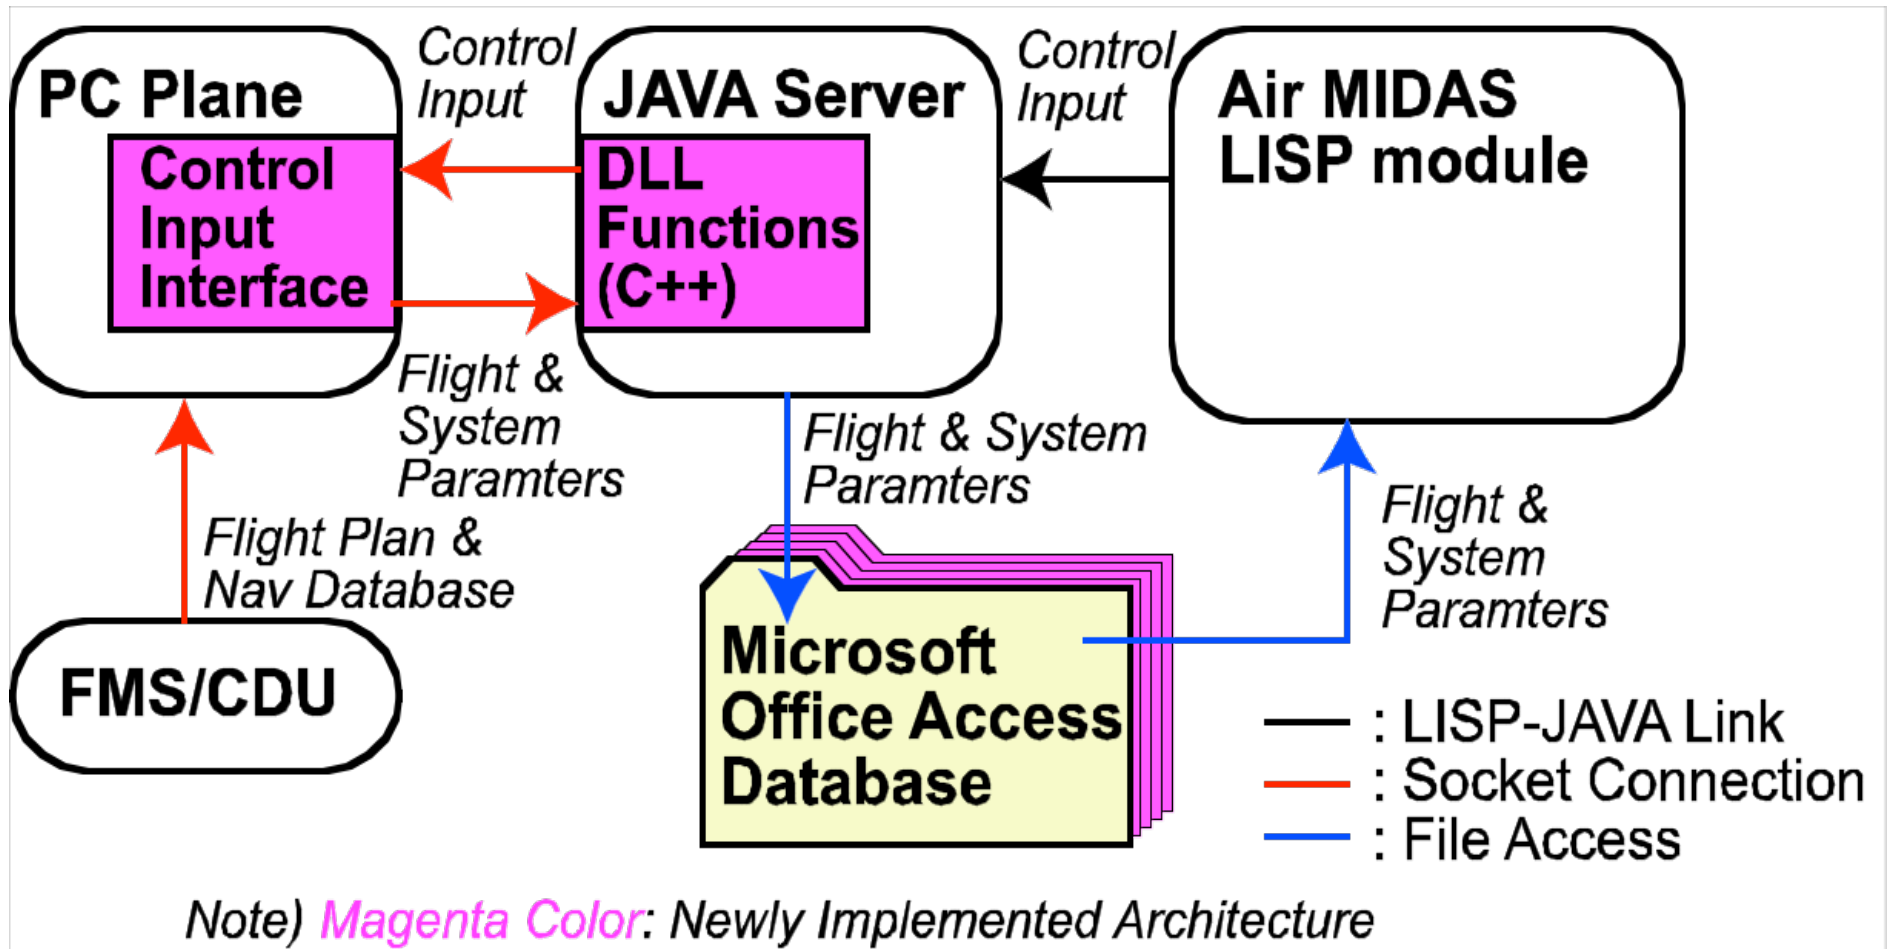 PC Plane
Control
Input
Interface
Control
Input
JAVA Server
DLL
Functions
(C++)
Control
Input
Air MIDAS
LISP module
Flight &
System
Paramters
Flight & System
Paramters
Flight &
System
Paramters
Flight Plan &
Nav Database
FMS/CDU
Microsoft
Office Access
Database
: LISP-JAVA Link
: Socket Connection
: File Access
Note) Magenta Color: Newly Implemented Architecture